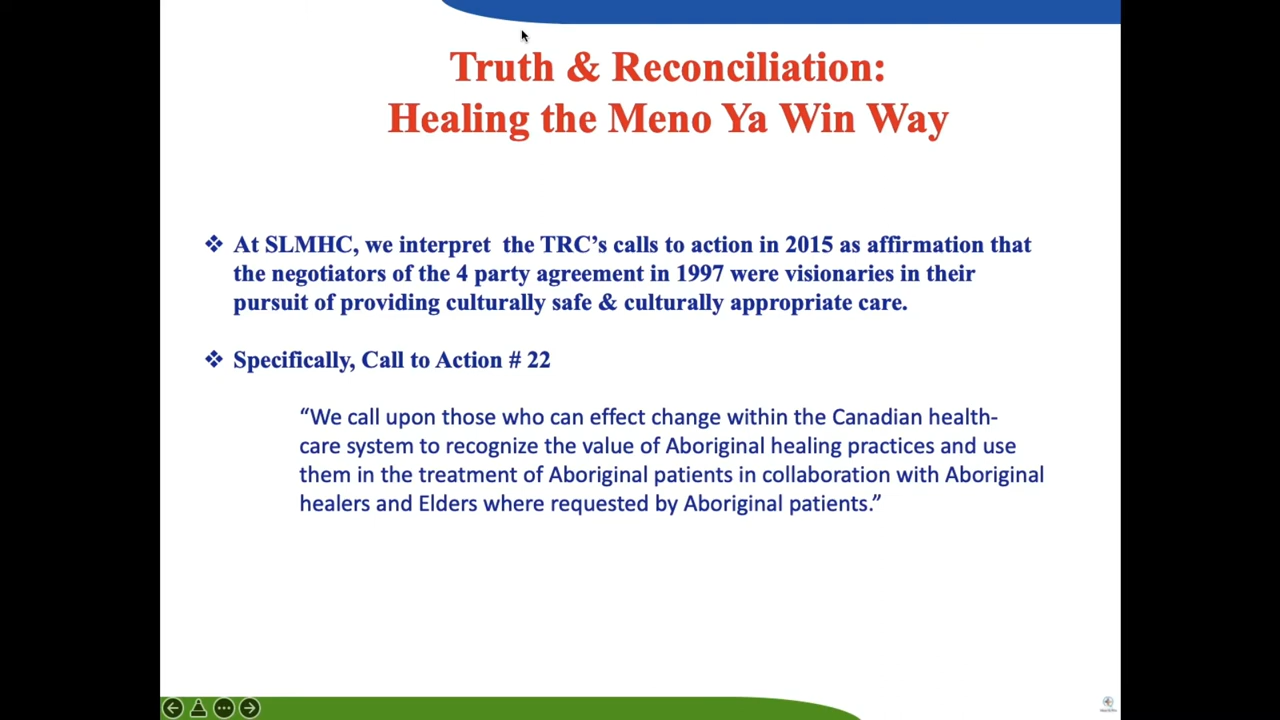 Truth & Reconciliation:
Healing the Meno Ya Win Way
❖ At SLMHC, we interpret the TRC’s calls to action in 2015 as affirmation that
the negotiators of the 4 party agreement in 1997 were visionaries in their
pursuit of providing culturally safe & culturally appropriate care.
❖ Specifically, Call to Action # 22
“We call upon those who can effect change within the Canadian health-
care system to recognize the value of Aboriginal healing practices and use
them in the treatment of Aboriginal patients in collaboration with Aboriginal
healers and Elders where requested by Aboriginal patients.”